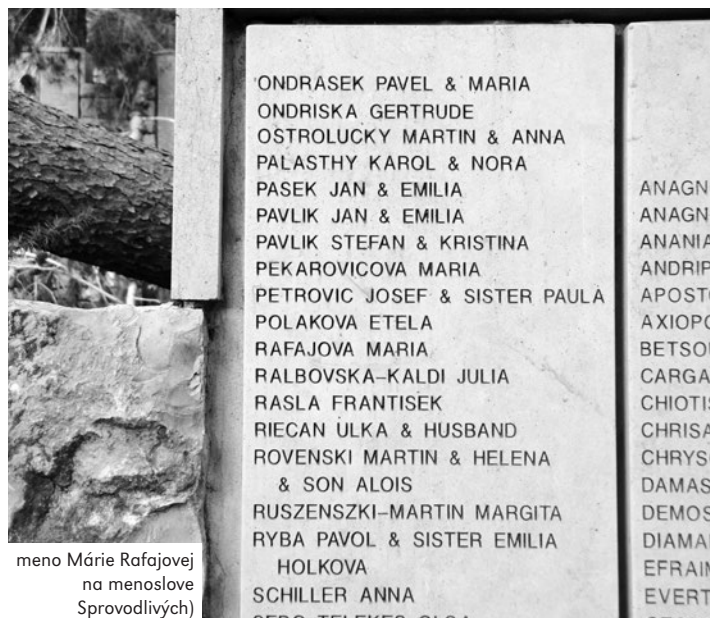 ONDRASEK PAVEL & MARIA
ONDRISKA GERTRUDE
OSTROLUCKY MARTIN & ANNA
PALASTHY KAROL & NORA
PASEK JAN & EMILIA
PAVLIK JAN & EMILIA
PAVLIK STEFAN & KRISTINA
PEKAROVICOVA MARIA
PETROVIC JOSEF & SISTER PAULA
POLAKOVA ETELA
RAFAJOVA MARIA
RALBOVSKA-KALDI JULIA
RASLA FRANTISEK
RIECAN ULKA & HUSBAND
ROVENSKI MARTIN & HELENA
& SON ALOIS
RUSZENSZKI-MARTIN MARGITA
RYBA PAVOL & SISTER EMILIA
HOLKOVA
SCHILLER ANNA
meno Márie Rafajovej
na menoslove
Sprovodlivých)